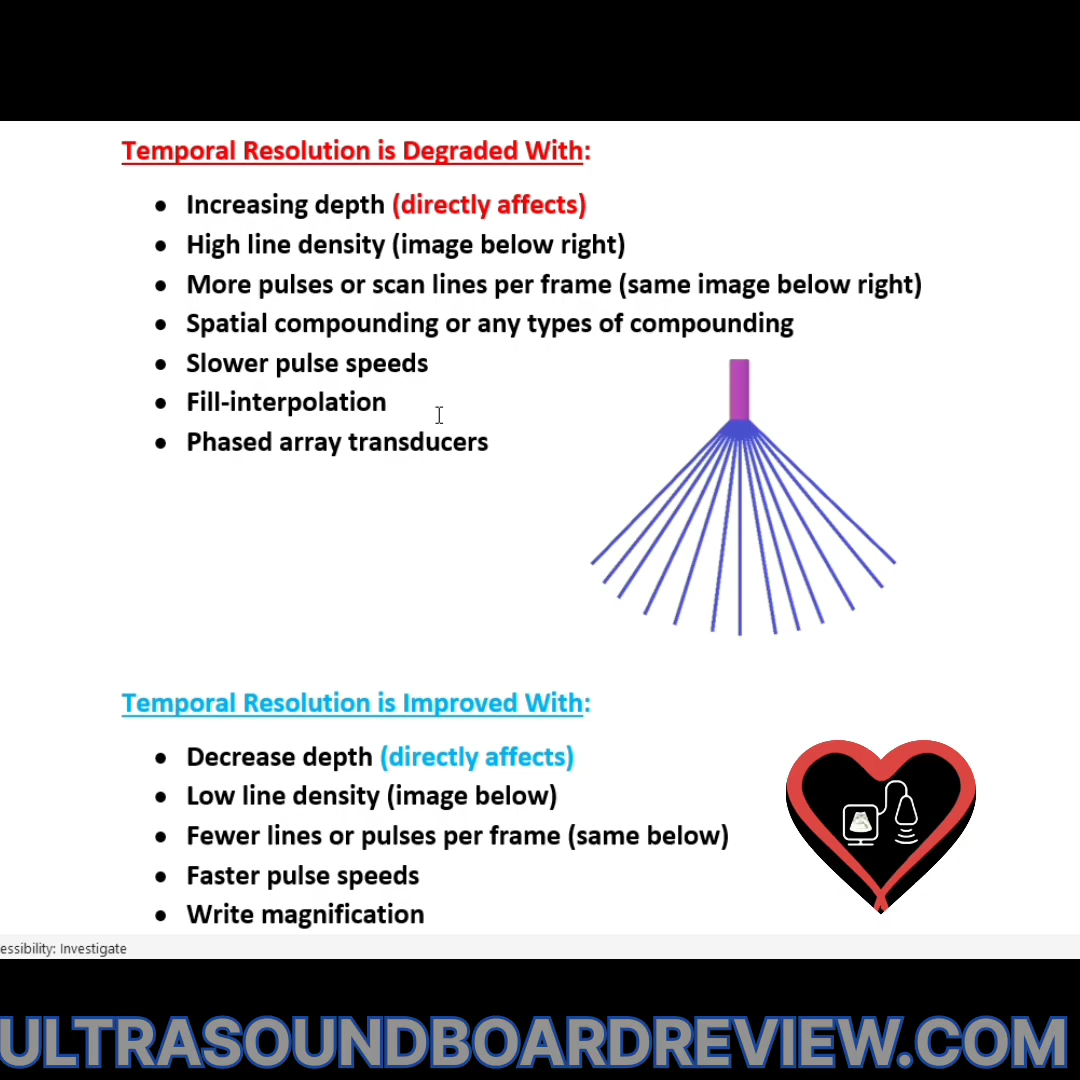 Temporal Resolution is Degraded With:
• Increasing depth (directly affects)
• High line density (image below right)
• More pulses or scan lines per frame (same image below right)
• Spatial compounding or any types of compounding
• Slower pulse speeds
• Fill-interpolation
• Phased array transducers
Temporal Resolution is Improved With:
• Decrease depth (directly affects)
• Low line density (image below)
• Fewer lines or pulses per frame (same below)
• Faster pulse speeds
• Write magnification
essibility: Investigate
ULTRASOUNDBOARDREVIEW.COM